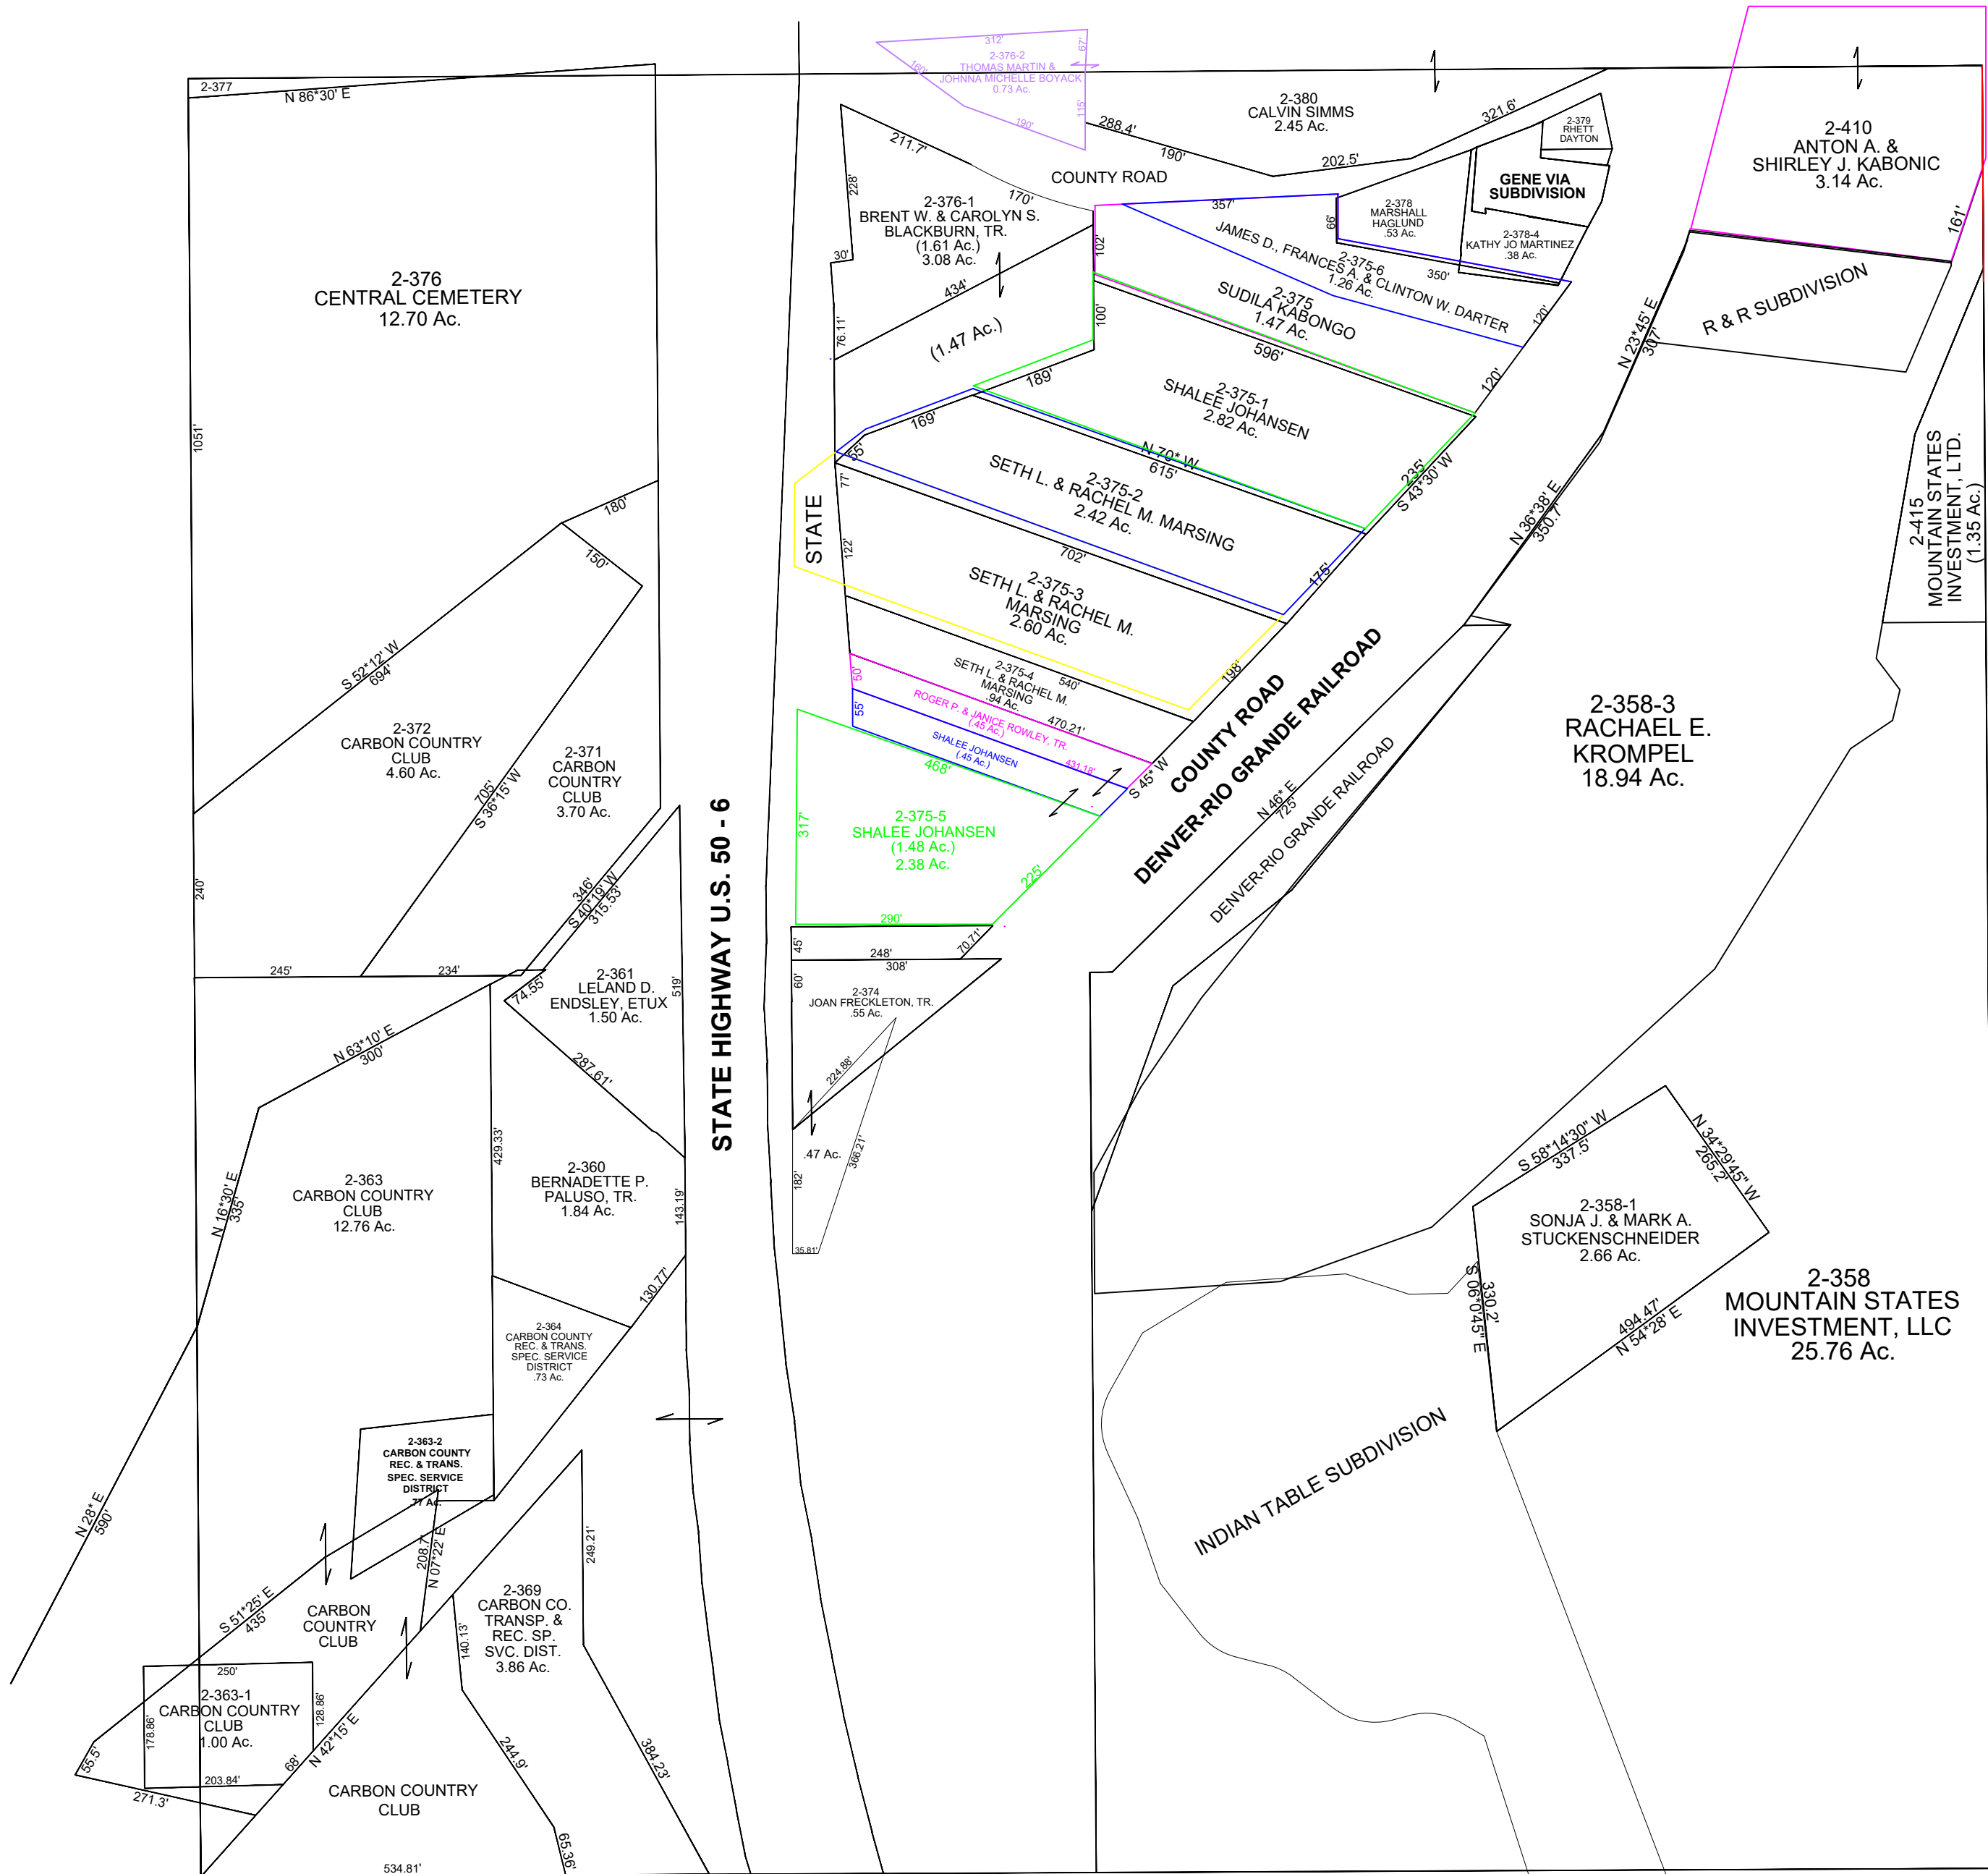 2-377
N 86*30' E
2-376
CENTRAL CEMETERY
12.70 Ac.
1051'
180'
150'
S 52*12' W
694'
2-372
CARBON COUNTRY
CLUB
4.60 Ac.
705'
S 36*15' W
2-371
CARBON
COUNTRY
CLUB
3.70 Ac.
240'
346'
S 40*19' W
315.53'
245'
234'
74.55'
2-361
LELAND D.
ENDSLEY, ETUX
1.50 Ac.
519'
287.61'
N 63*10' E
300'
429.33'
2-363
CARBON COUNTRY
CLUB
12.76 Ac.
N 16*30' E
335'
2-360
BERNADETTE P.
PALUSO, TR.
1.84 Ac.
143.19'
130.77'
2-364
CARBON COUNTY
REC. & TRANS.
SPEC. SERVICE
DISTRICT
.73 Ac.
2-363-2
CARBON COUNTY
REC. & TRANS.
SPEC. SERVICE
DISTRICT
.77 Ac.
N 28* E
590'
208.7'
N 07*22' E
249.21'
S 51*25' E
435'
CARBON
COUNTRY
CLUB
2-369
CARBON CO.
TRANSP. &
REC. SP.
SVC. DIST.
3.86 Ac.
140.13'
250'
2-363-1
CARBON COUNTRY
CLUB
1.00 Ac.
178.86'
128.86'
55.5'
203.84'
271.3'
68'
N 42*15' E
244.9'
384.23'
65.36'
CARBON COUNTRY
CLUB
534.81'
STATE HIGHWAY U.S. 50 - 6
312'
67'
2-376-2
THOMAS MARTIN &
JOHNNA MICHELLE BOYACK
0.73 Ac.
160'
190'
115'
288.4'
190'
202.5'
321.6'
2-380
CALVIN SIMMS
2.45 Ac.
COUNTY ROAD
211.7'
170'
228'
2-376-1
BRENT W. & CAROLYN S.
BLACKBURN, TR.
(1.61 Ac.)
3.08 Ac.
30'
434'
76.11'
(1.47 Ac.)
102'
100'
189'
169'
55'
77'
122'
STATE
357'
66'
JAMES D., FRANCES A. & CLINTON W. DARTER
2-375-6
1.26 Ac.
350'
120'
2-378
MARSHALL
HAGLUND
.53 Ac.
GENE VIA
SUBDIVISION
2-379
RHETT
DAYTON
2-378-4
KATHY JO MARTINEZ
.38 Ac.
2-375
SUDILA KABONGO
1.47 Ac.
596'
120'
2-375-1
SHALEE JOHANSEN
2.82 Ac.
N 70* W
615'
235'
S 43*30' W
2-375-2
SETH L. & RACHEL M. MARSING
2.42 Ac.
702'
175'
2-375-3
SETH L. & RACHEL M.
MARSING
2.60 Ac.
198'
2-375-4
SETH L. & RACHEL M.
MARSING
.94 Ac.
540'
470.21'
50'
ROGER P. & JANICE ROWLEY, TR.
(.45 Ac.)
431.18'
55'
SHALEE JOHANSEN
(.45 Ac.)
468'
S 45* W
317'
2-375-5
SHALEE JOHANSEN
(1.48 Ac.)
2.38 Ac.
225'
290'
45'
248'
70.71'
308'
60'
2-374
JOAN FRECKLETON, TR.
.55 Ac.
224.88'
.47 Ac.
182'
366.21'
35.81'
COUNTY ROAD
DENVER-RIO GRANDE RAILROAD
N 46* E
725'
DENVER-RIO GRANDE RAILROAD
N 36*38' E
350.7'
N 23*45' E
307'
2-410
ANTON A. &
SHIRLEY J. KABONIC
3.14 Ac.
161'
R & R SUBDIVISION
2-415
MOUNTAIN STATES
INVESTMENT, LTD.
(1.35 Ac.)
2-358-3
RACHAEL E.
KROMPEL
18.94 Ac.
S 58*14'30" W
337.5'
N 34*29'45" W
265.2'
2-358-1
SONJA J. & MARK A.
STUCKENSCHNEIDER
2.66 Ac.
330.2'
S 06*0'45" E
494.47'
N 54*28' E
2-358
MOUNTAIN STATES
INVESTMENT, LLC
25.76 Ac.
INDIAN TABLE SUBDIVISION